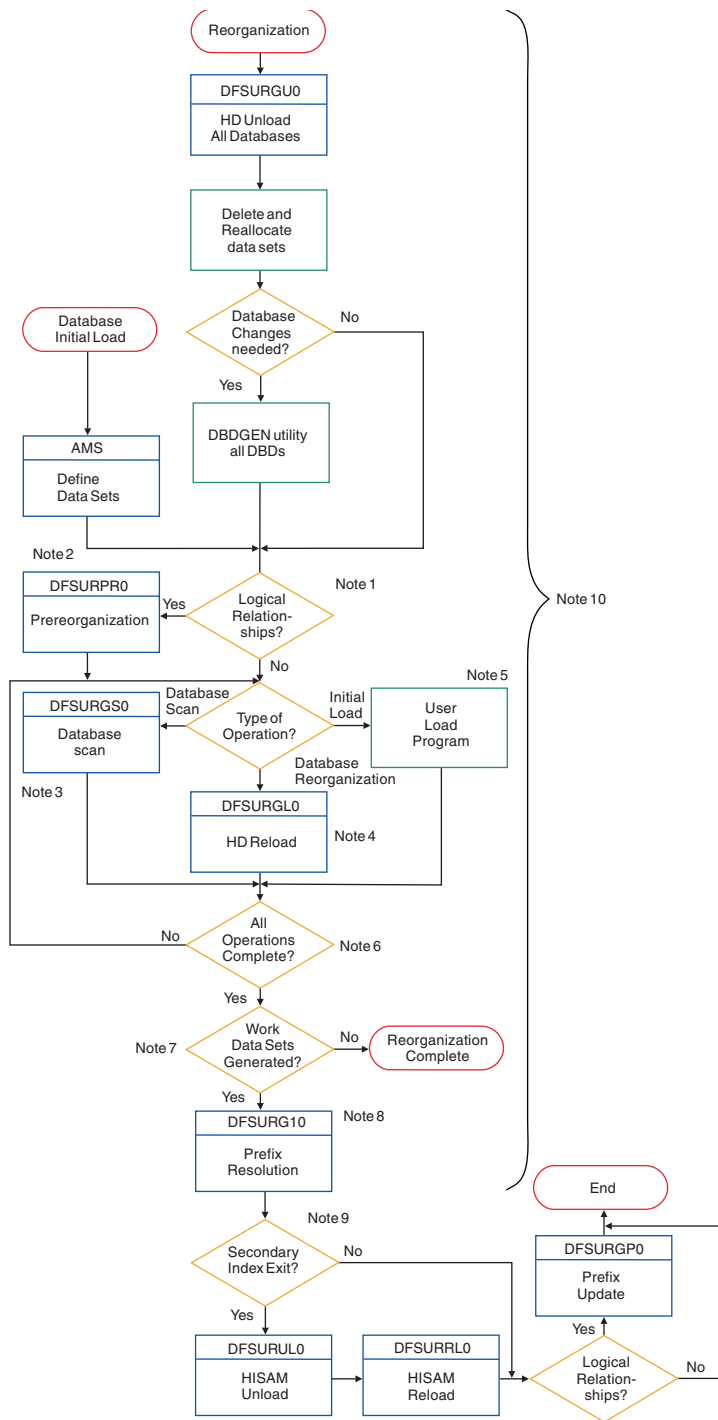 Reorganization
DFSURGU0
HD Unload
All Databases
Delete and
Reallocate
data sets
Database
Initial Load
Database
Changes
needed?
No
Yes
AMS
Define
Data Sets
DBDGEN utility
all DBDs
Note 2
Note 1
Note 10
DFSURPR0
Prereorganization
Yes
Logical
Relation-
ships?
No
Note 5
DFSURGS0
Database
scan
Database
Scan
Type of
Operation?
Initial
Load
User
Load
Program
Database
Reorganization
Note 3
DFSURGL0
HD Reload
Note 4
All
Operations
Complete?
No
Note 6
Yes
Note 7
Work
Data Sets
Generated?
No
Reorganization
Complete
Yes
DFSURG10
Prefix
Resolution
Note 8
End
Note 9
Secondary
Index Exit?
No
DFSURGP0
Prefix
Update
Yes
Yes
DFSURUL0
HISAM
Unload
DFSURRL0
HISAM
Reload
Logical
Relation-
ships?
No